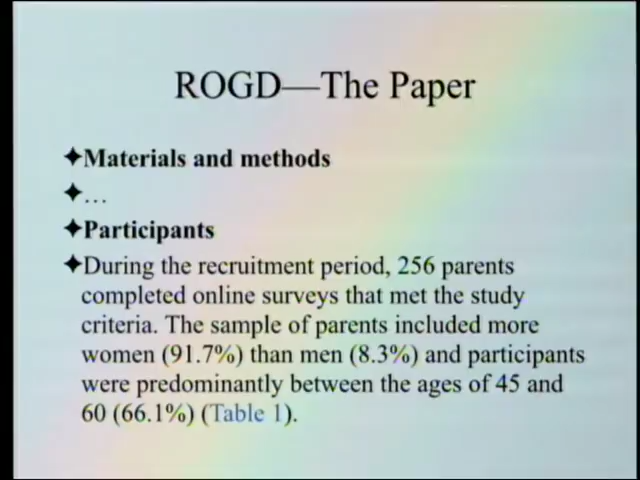 ROGD—The Paper
✦Materials and methods
✦…
✦Participants
✦During the recruitment period, 256 parents
completed online surveys that met the study
criteria. The sample of parents included more
women (91.7%) than men (8.3%) and participants
were predominantly between the ages of 45 and
60 (66.1%) (Table 1).